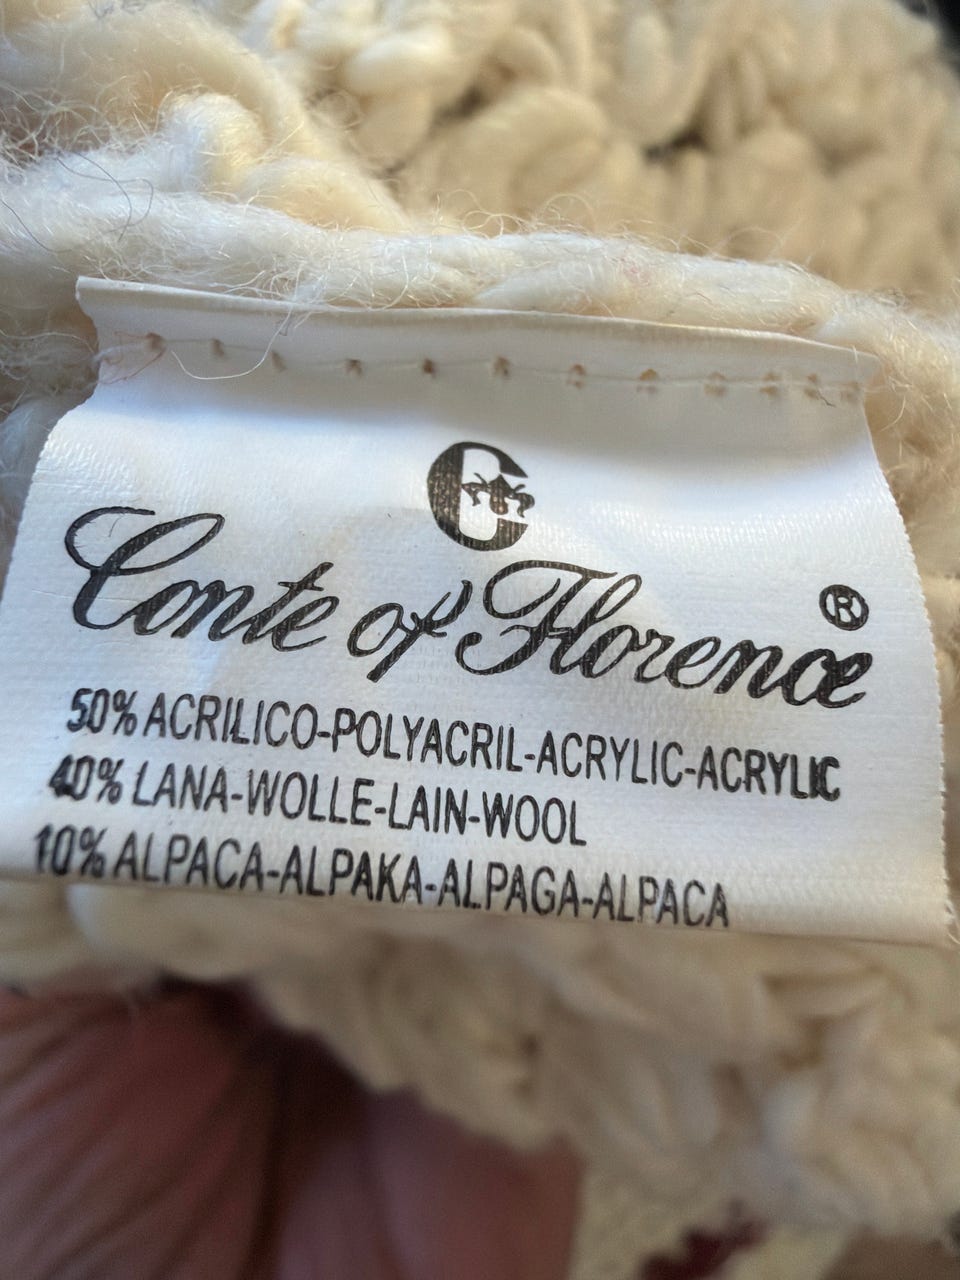 Conte of Florence ®
50% ACRILICO-POLYACRIL-ACRYLIC-ACRYLIC
40% LANA-WOLLE-LAIN-WOOL
10% ALPACA-ALPAKA-ALPAGA-ALPACA